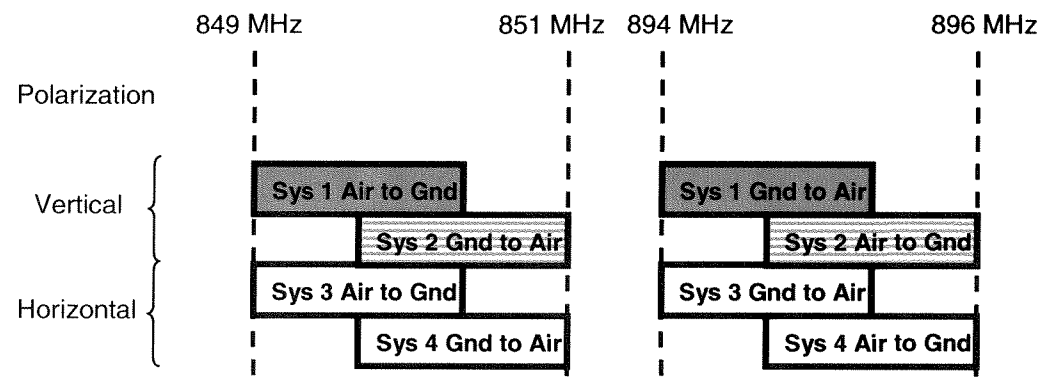 849 MHz 851 MHz 894 MHz 896 MHz
Polarization
Vertical
Sys 1 Air to Gnd Sys 1 Gnd to Air
Sys 2 Gnd to Air Sys 2 Air to Gnd
Horizontal
Sys 3 Air to Gnd Sys 3 Gnd to Air
Sys 4 Gnd to Air Sys 4 Air to Gnd